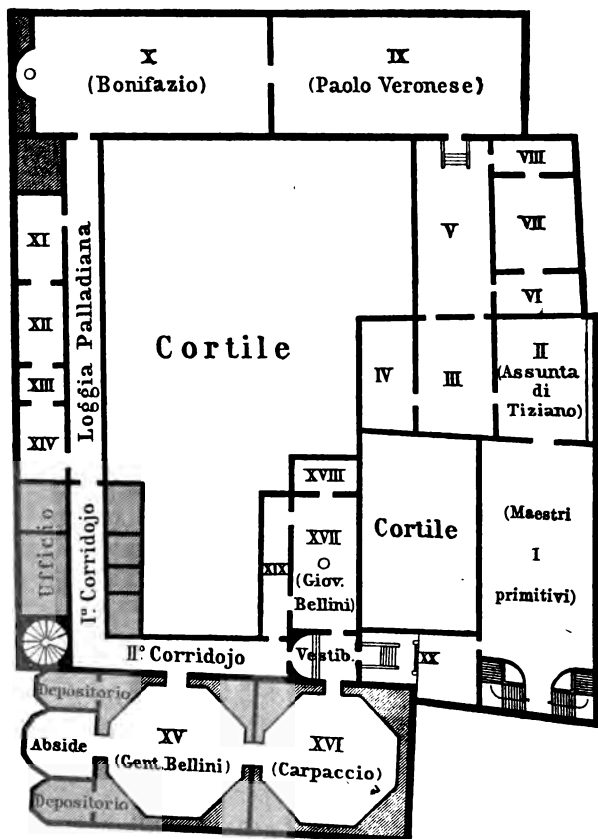 X
(Bonifazio)
IX
(Paolo Veronese)
VIII
VII
V
VI
XI
XII
XIII
XIV
Loggia Palladiana
Cortile
IV
III
II
(Assunta
di
Tiziano)
XVIII
XVII
(Giov.
Bellini)
XIX
Cortile
(Maestri
I
primitivi)
Ufficio
Iº. Corridojo
IIº. Corridojo
Vestib.
XX
Depositorio
Abside
Depositorio
XV
(Gent. Bellini)
XVI
(Carpaccio)